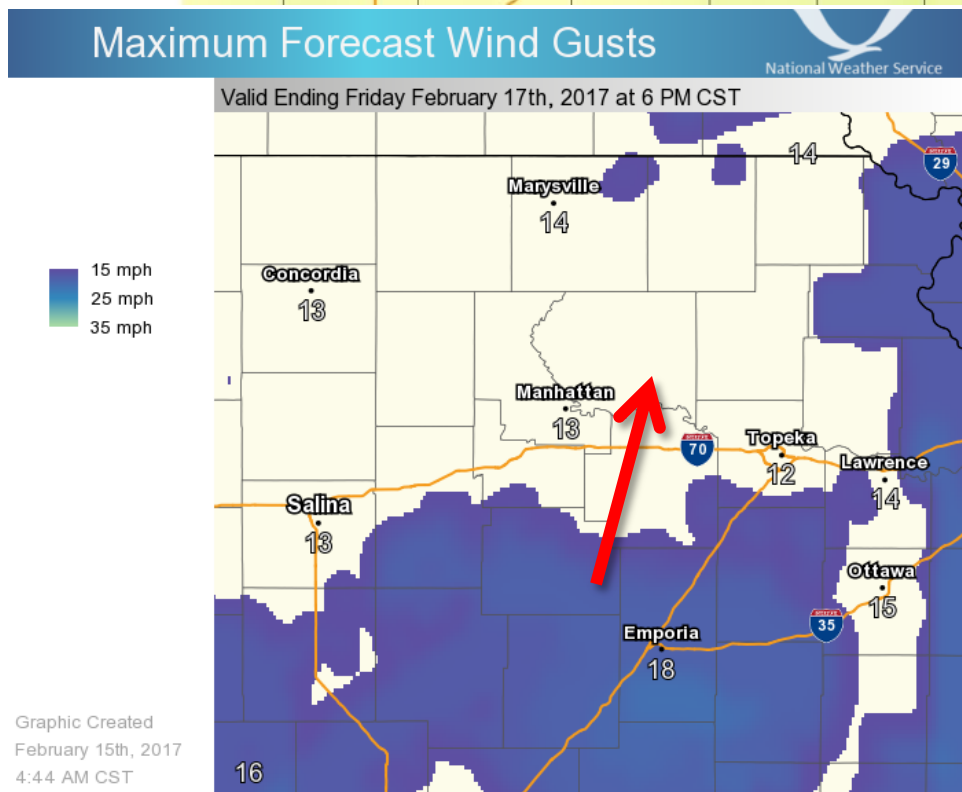 Maximum Forecast Wind Gusts
National Weather Service
Valid Ending Friday February 17th, 2017 at 6 PM CST
14
29
Marysville
14
Concordia
13
15 mph
25 mph
35 mph
Manhattan
13
70
Topeka
12
Lawrence
14
Salina
13
Ottawa
15
35
Emporia
18
Graphic Created
February 15th, 2017
4:44 AM CST
16